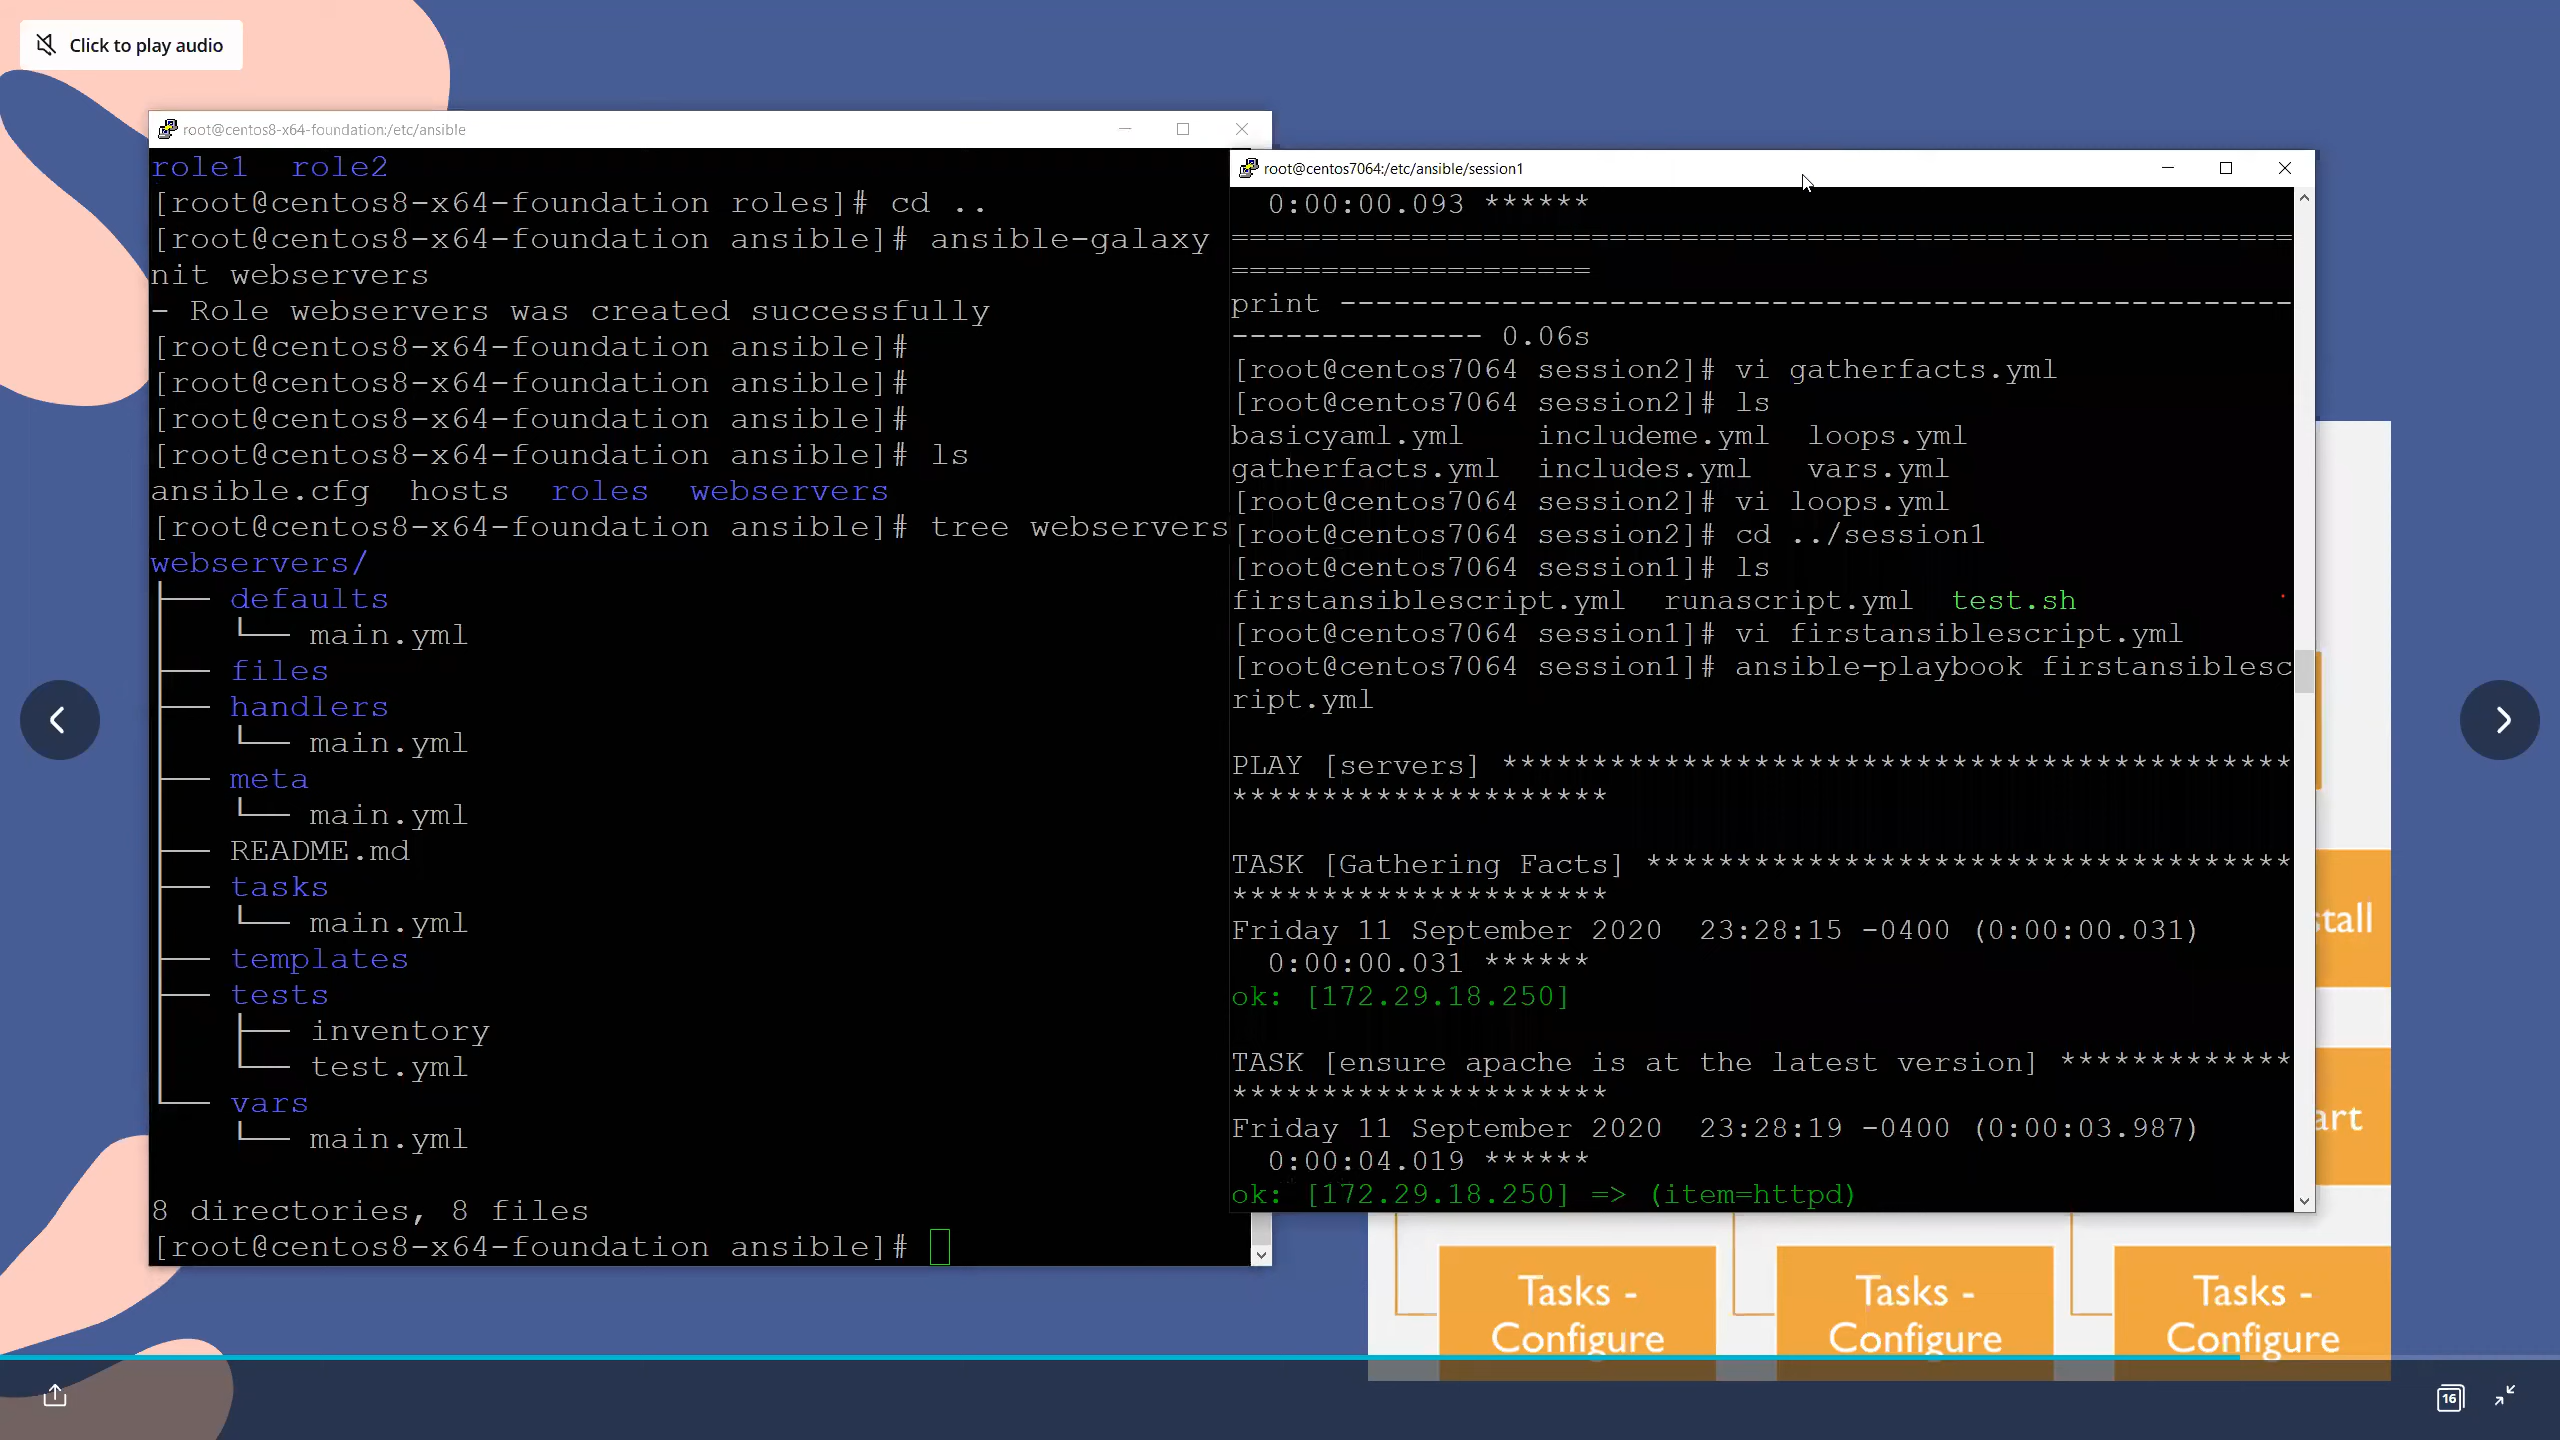 Click to play audio
root@centos8-x64-foundation:/etc/ansible
role1  role2
[root@centos8-x64-foundation roles]# cd ..
[root@centos8-x64-foundation ansible]# ansible-galaxy
nit webservers
- Role webservers was created successfully
[root@centos8-x64-foundation ansible]#
[root@centos8-x64-foundation ansible]#
[root@centos8-x64-foundation ansible]#
[root@centos8-x64-foundation ansible]# ls
ansible.cfg  hosts  roles  webservers
[root@centos8-x64-foundation ansible]# tree webservers
webservers/
├── defaults
│   └── main.yml
├── files
├── handlers
│   └── main.yml
├── meta
│   └── main.yml
├── README.md
├── tasks
│   └── main.yml
├── templates
├── tests
│   ├── inventory
│   └── test.yml
└── vars
    └── main.yml
8 directories, 8 files
[root@centos8-x64-foundation ansible]#
root@centos7064:/etc/ansible/session1
0:00:00.093 ******
===========================================================
====================
print -----------------------------------------------------
-------------- 0.06s
[root@centos7064 session2]# vi gatherfacts.yml
[root@centos7064 session2]# ls
basicyaml.yml    includeme.yml  loops.yml
gatherfacts.yml  includes.yml   vars.yml
[root@centos7064 session2]# vi loops.yml
[root@centos7064 session2]# cd ../session1
[root@centos7064 session1]# ls
firstansiblescript.yml  runascript.yml  test.sh
[root@centos7064 session1]# vi firstansiblescript.yml
[root@centos7064 session1]# ansible-playbook firstansiblesc
ript.yml
PLAY [servers] ********************************************
*********************
TASK [Gathering Facts] ************************************
*********************
Friday 11 September 2020  23:28:15 -0400 (0:00:00.031)
0:00:00.031 ******
ok: [172.29.18.250]
TASK [ensure apache is at the latest version] *************
*********************
Friday 11 September 2020  23:28:19 -0400 (0:00:03.987)
0:00:04.019 ******
ok: [172.29.18.250] => (item=httpd)
stall
art
Tasks -
Configure
Tasks -
Configure
Tasks -
Configure
16